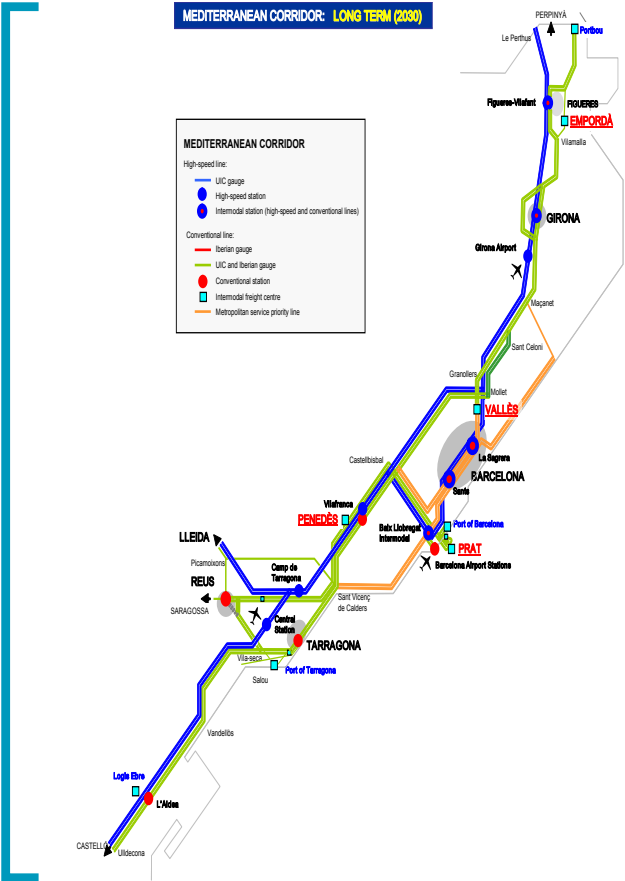 MEDITERRANEAN CORRIDOR: LONG TERM (2030)
PERPINYÀ
Le Perthus
Portbou
Figueres-Vilafant
FIGUERES
EMPORDÀ
Vilamalla
MEDITERRANEAN CORRIDOR
High-speed line:
UIC gauge
High-speed station
Intermodal station (high-speed and conventional lines)
Conventional line:
Iberian gauge
UIC and Iberian gauge
Conventional station
Intermodal freight centre
Metropolitan service priority line
GIRONA
Girona Airport
Maçanet
Sant Celoni
Granollers
Mollet
VALLÈS
La Sagrera
Castellbisbal
BARCELONA
Sants
Vilafranca
PENEDÈS
Baix Llobregat
Intermodal
Port of Barcelona
PRAT
Barcelona Airport Stations
LLEIDA
Picamoixons
Camp de
Tarragona
REUS
SARAGOSSA
Sant Vicenç
de Calders
Central
Station
TARRAGONA
Vila-seca
Port of Tarragona
Salou
Vandellòs
Logis Ebre
L'Aldea
CASTELLÓ
Ulldecona